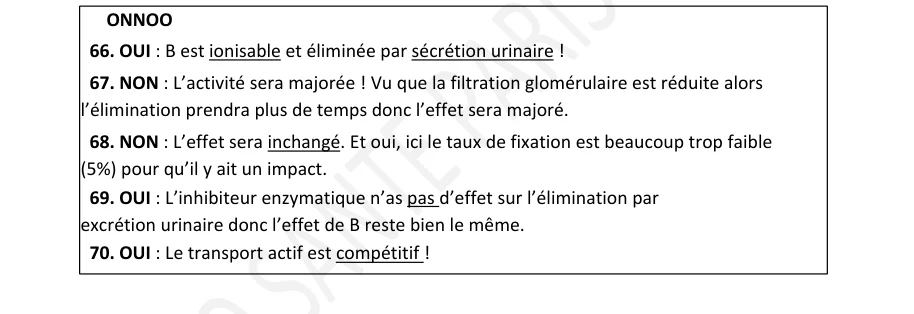 ONNOO
66. OUI : B est ionisable et éliminée par sécrétion urinaire !
67. NON : L’activité sera majorée ! Vu que la filtration glomérulaire est réduite alors
l’élimination prendra plus de temps donc l’effet sera majoré.
68. NON : L’effet sera inchangé. Et oui, ici le taux de fixation est beaucoup trop faible
(5%) pour qu’il y ait un impact.
69. OUI : L’inhibiteur enzymatique n’as pas d’effet sur l’élimination par
excrétion urinaire donc l’effet de B reste bien le même.
70. OUI : Le transport actif est compétitif !
SANTE PARIS